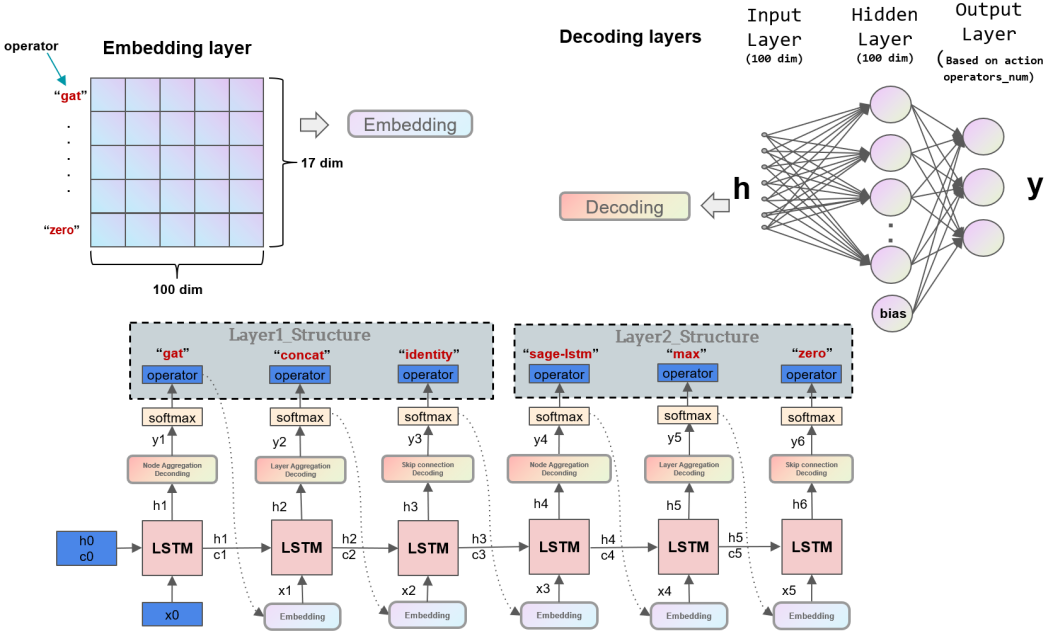 operator
Embedding layer
"gat"
"zero"
17 dim
100 dim
Embedding
Decoding layers
Input
Layer
(100 dim)
Hidden
Layer
(100 dim)
Output
Layer
(Based on action
operators_num)
h
Decoding
y
bias
Layer1_Structure
Layer2_Structure
"gat"
"concat"
"identity"
"sage-lstm"
"max"
"zero"
operator
operator
operator
operator
operator
operator
softmax
softmax
softmax
softmax
softmax
softmax
y1
y2
y3
y4
y5
y6
Node Aggregation
Deconding
Layer Aggregation
Decoding
Skip connection
Decoding
Node Aggregation
Decoding
Layer Aggregation
Decoding
Skip connection
Decoding
h1
h2
h3
h4
h5
h6
h0
c0
LSTM
h1
c1
LSTM
h2
c2
LSTM
h3
c3
LSTM
h4
c4
LSTM
h5
c5
LSTM
x0
x1
x2
x3
x4
x5
Embedding
Embedding
Embedding
Embedding
Embedding